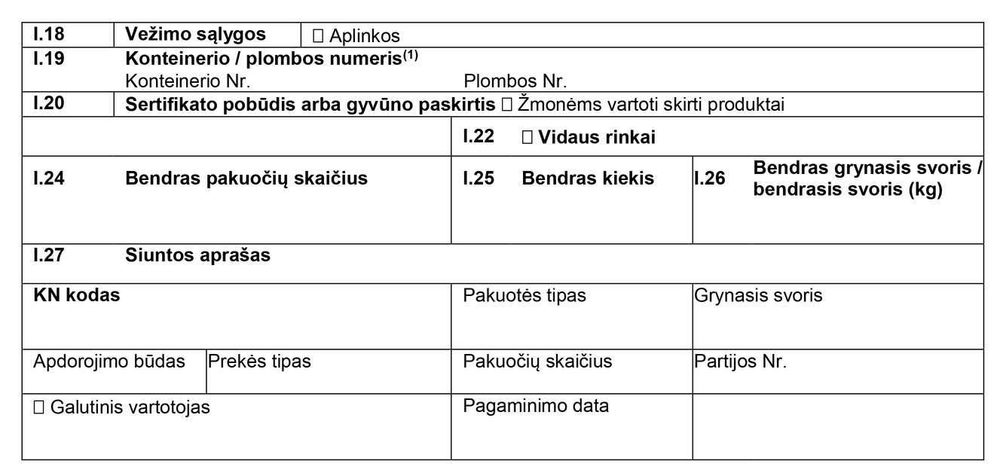 I.18 Vežimo sąlygos ☐ Aplinkos
I.19 Konteinerio / plombos numeris(1)
Konteinerio Nr. Plombos Nr.
I.20 Sertifikato pobūdis arba gyvūno paskirtis ☐ Žmonėms vartoti skirti produktai
I.22 ☐ Vidaus rinkai
I.24 Bendras pakuočių skaičius I.25 Bendras kiekis I.26 Bendras grynasis svoris /
bendrasis svoris (kg)
I.27 Siuntos aprašas
KN kodas Pakuotės tipas Grynasis svoris
Apdorojimo būdas Prekės tipas Pakuočių skaičius Partijos Nr.
☐ Galutinis vartotojas Pagaminimo data